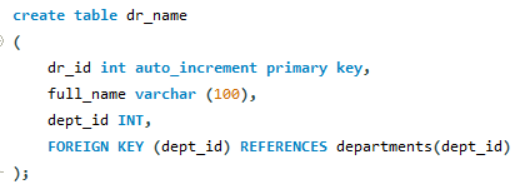 create table dr_name
(
dr_id int auto_increment primary key,
full_name varchar (100),
dept_id INT,
FOREIGN KEY (dept_id) REFERENCES departments(dept_id)
);